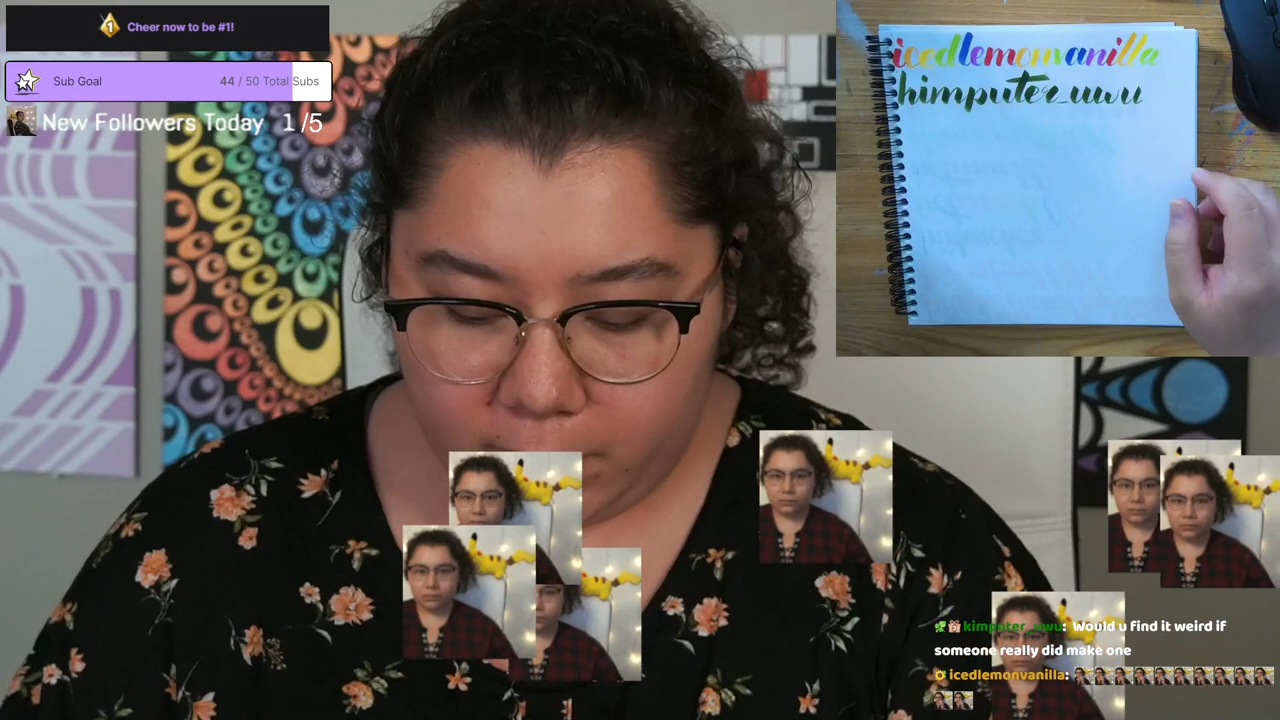 1 Cheer now to be #1!
Sub Goal 44 / 50 Total Subs
New Followers Today 1 /5
icedlemonvanilla
kimputer_uwu
kimputer_uwu: Would u find it weird if
someone really did make one
icedlemonvanilla: